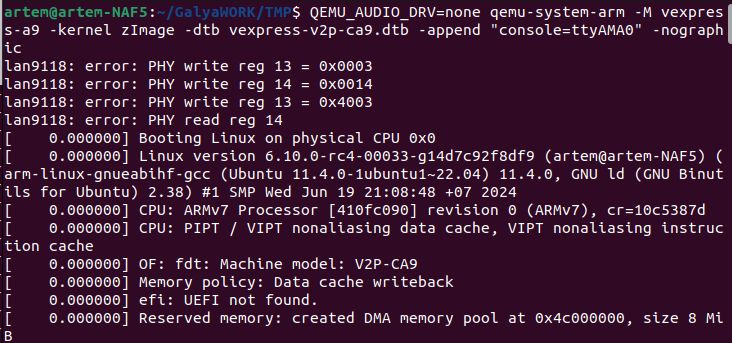 artem@artem-NAF5:~/GalyaWORK/TMP$ QEMU_AUDIO_DRV=none qemu-system-arm -M vexpres
s-a9 -kernel zImage -dtb vexpress-v2p-ca9.dtb -append "console=ttyAMA0" -nograph
ic
lan9118: error: PHY write reg 13 = 0x0003
lan9118: error: PHY write reg 14 = 0x0014
lan9118: error: PHY write reg 13 = 0x4003
lan9118: error: PHY read reg 14
[    0.000000] Booting Linux on physical CPU 0x0
[    0.000000] Linux version 6.10.0-rc4-00033-g14d7c92f8df9 (artem@artem-NAF5) (
arm-linux-gnueabihf-gcc (Ubuntu 11.4.0-1ubuntu1~22.04) 11.4.0, GNU ld (GNU Binut
ils for Ubuntu) 2.38) #1 SMP Wed Jun 19 21:08:48 +07 2024
[    0.000000] CPU: ARMv7 Processor [410fc090] revision 0 (ARMv7), cr=10c5387d
[    0.000000] CPU: PIPT / VIPT nonaliasing data cache, VIPT nonaliasing instruc
tion cache
[    0.000000] OF: fdt: Machine model: V2P-CA9
[    0.000000] Memory policy: Data cache writeback
[    0.000000] efi: UEFI not found.
[    0.000000] Reserved memory: created DMA memory pool at 0x4c000000, size 8 Mi
B